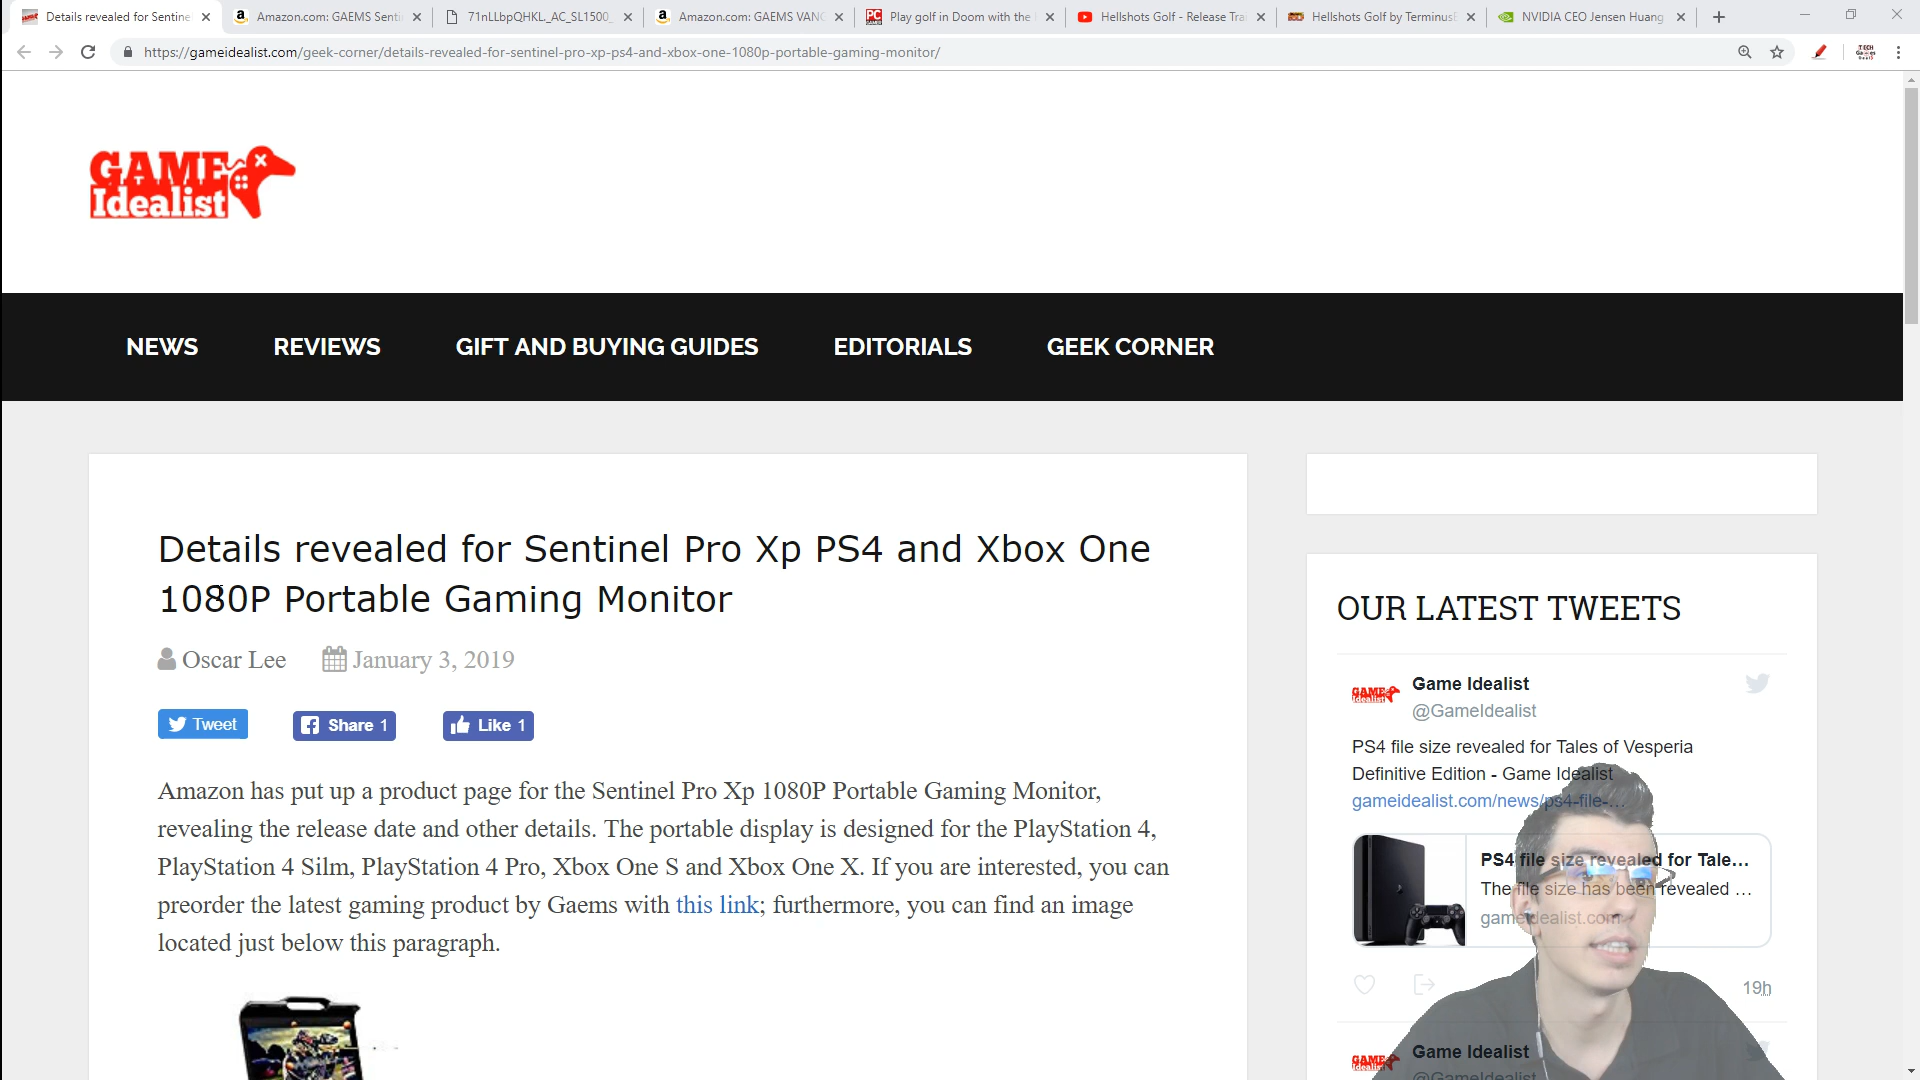 Details revealed for Sentine
Amazon.com: GAEMS Senti
71nLLbpQHKL._AC_SL1500_
Amazon.com: GAEMS VANG
Play golf in Doom with the
Hellshots Golf - Release Tra
Hellshots Golf by Terminus
NVIDIA CEO Jensen Huang
https://gameidealist.com/geek-corner/details-revealed-for-sentinel-pro-xp-ps4-and-xbox-one-1080p-portable-gaming-monitor/
GAME
Idealist
NEWS
REVIEWS
GIFT AND BUYING GUIDES
EDITORIALS
GEEK CORNER
Details revealed for Sentinel Pro Xp PS4 and Xbox One
1080P Portable Gaming Monitor
Oscar Lee
January 3, 2019
Tweet
Share 1
Like 1
Amazon has put up a product page for the Sentinel Pro Xp 1080P Portable Gaming Monitor,
revealing the release date and other details. The portable display is designed for the PlayStation 4,
PlayStation 4 Silm, PlayStation 4 Pro, Xbox One S and Xbox One X. If you are interested, you can
preorder the latest gaming product by Gaems with this link; furthermore, you can find an image
located just below this paragraph.
OUR LATEST TWEETS
Game Idealist
@GameIdealist
PS4 file size revealed for Tales of Vesperia
Definitive Edition - Game Idealist
gameidealist.com/news/ps4-file-...
PS4 file size revealed for Tale...
The file size has been revealed ...
gameidealist.com
19h
Game Idealist
@GameIdealist